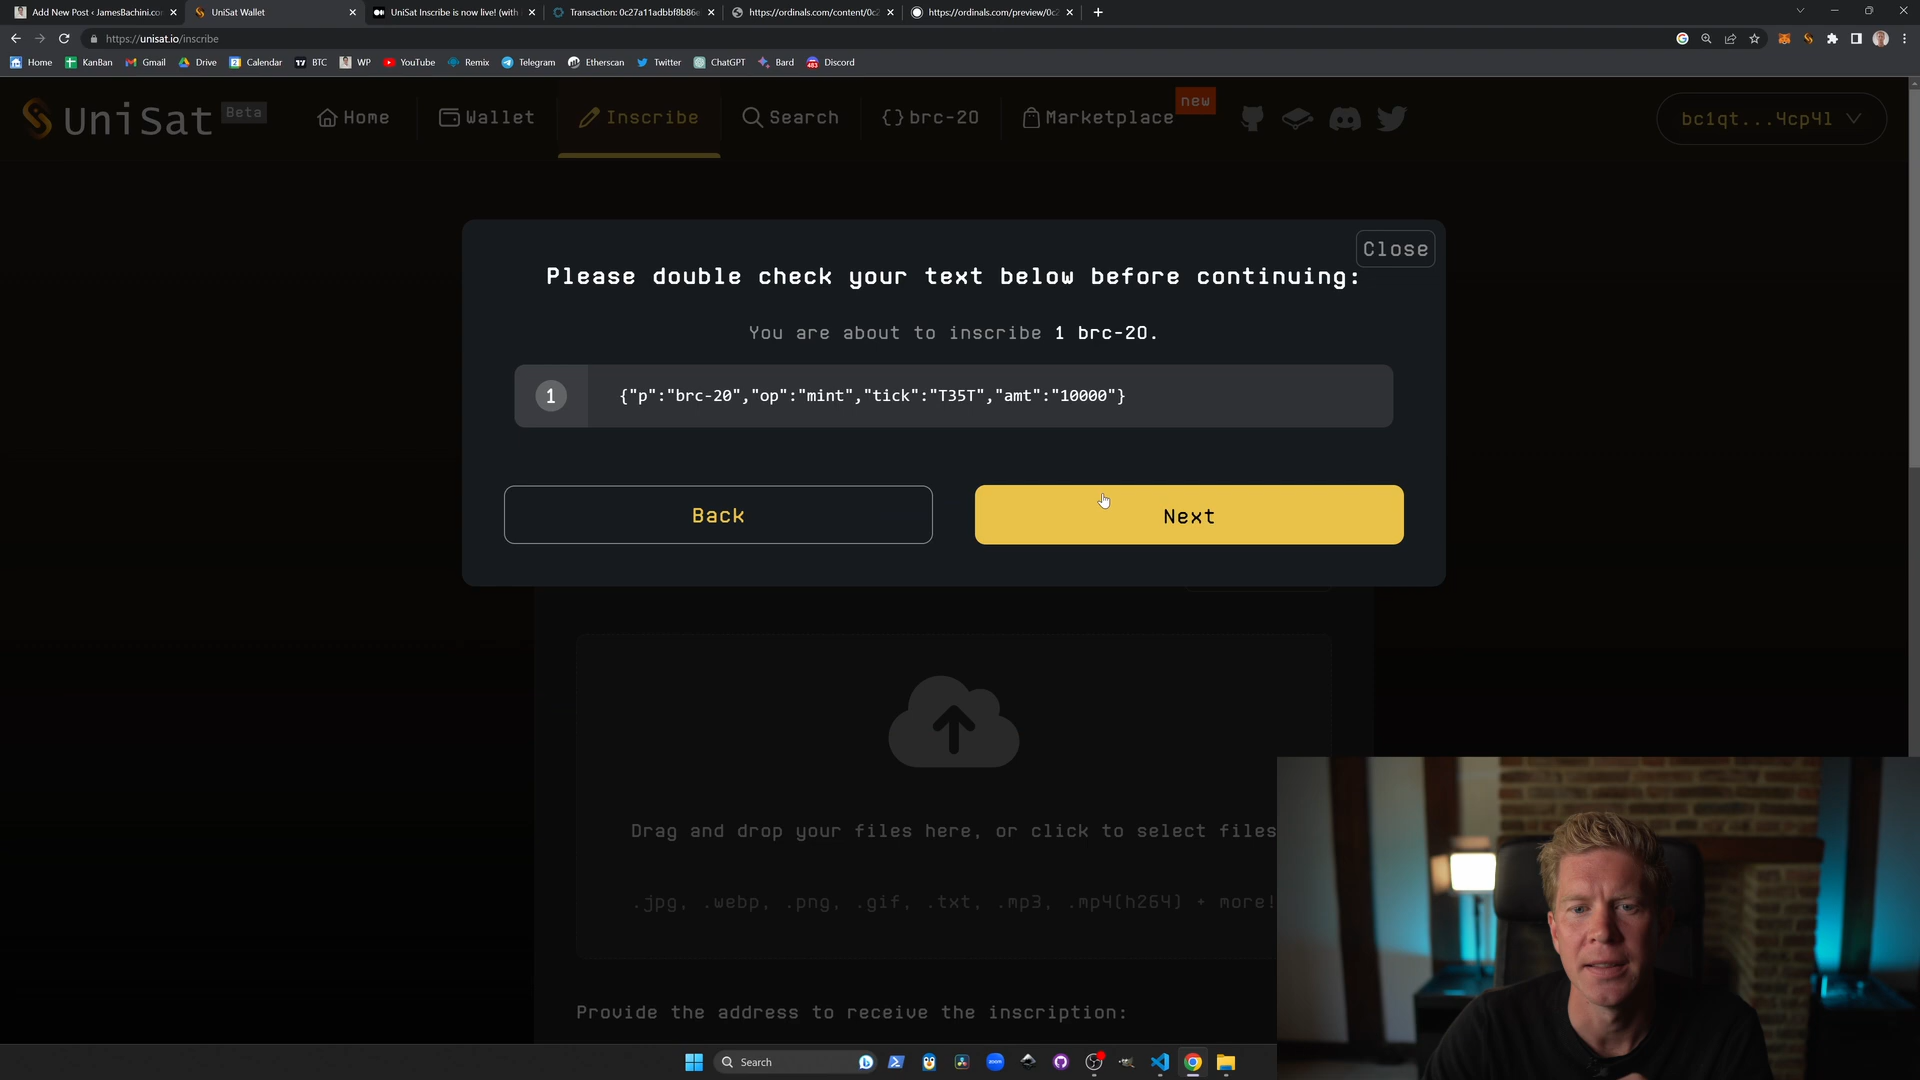 Add New Post ‹ JamesBachini.co
UniSat Wallet
UniSat Inscribe is now live! (with
Transaction: 0c27a11adbbf8b86e
https://ordinals.com/content/0c2
https://ordinals.com/preview/0c2
https://unisat.io/inscribe
Home
KanBan
Gmail
Drive
Calendar
BTC
WP
YouTube
Remix
Telegram
Etherscan
Twitter
ChatGPT
Bard
Discord
UniSat
Beta
Home
Wallet
Inscribe
Search
{} brc-20
Marketplace
new
bc1qt...4cp4l
Close
Please double check your text below before continuing:
You are about to inscribe 1 brc-20.
1
{"p":"brc-20","op":"mint","tick":"T35T","amt":"10000"}
Back
Next
Drag and drop your files here, or click to select files
.jpg, .webp, .png, .gif, .txt, .mp3, .mp4(h264) + more!
Provide the address to receive the inscription:
Search
zoom